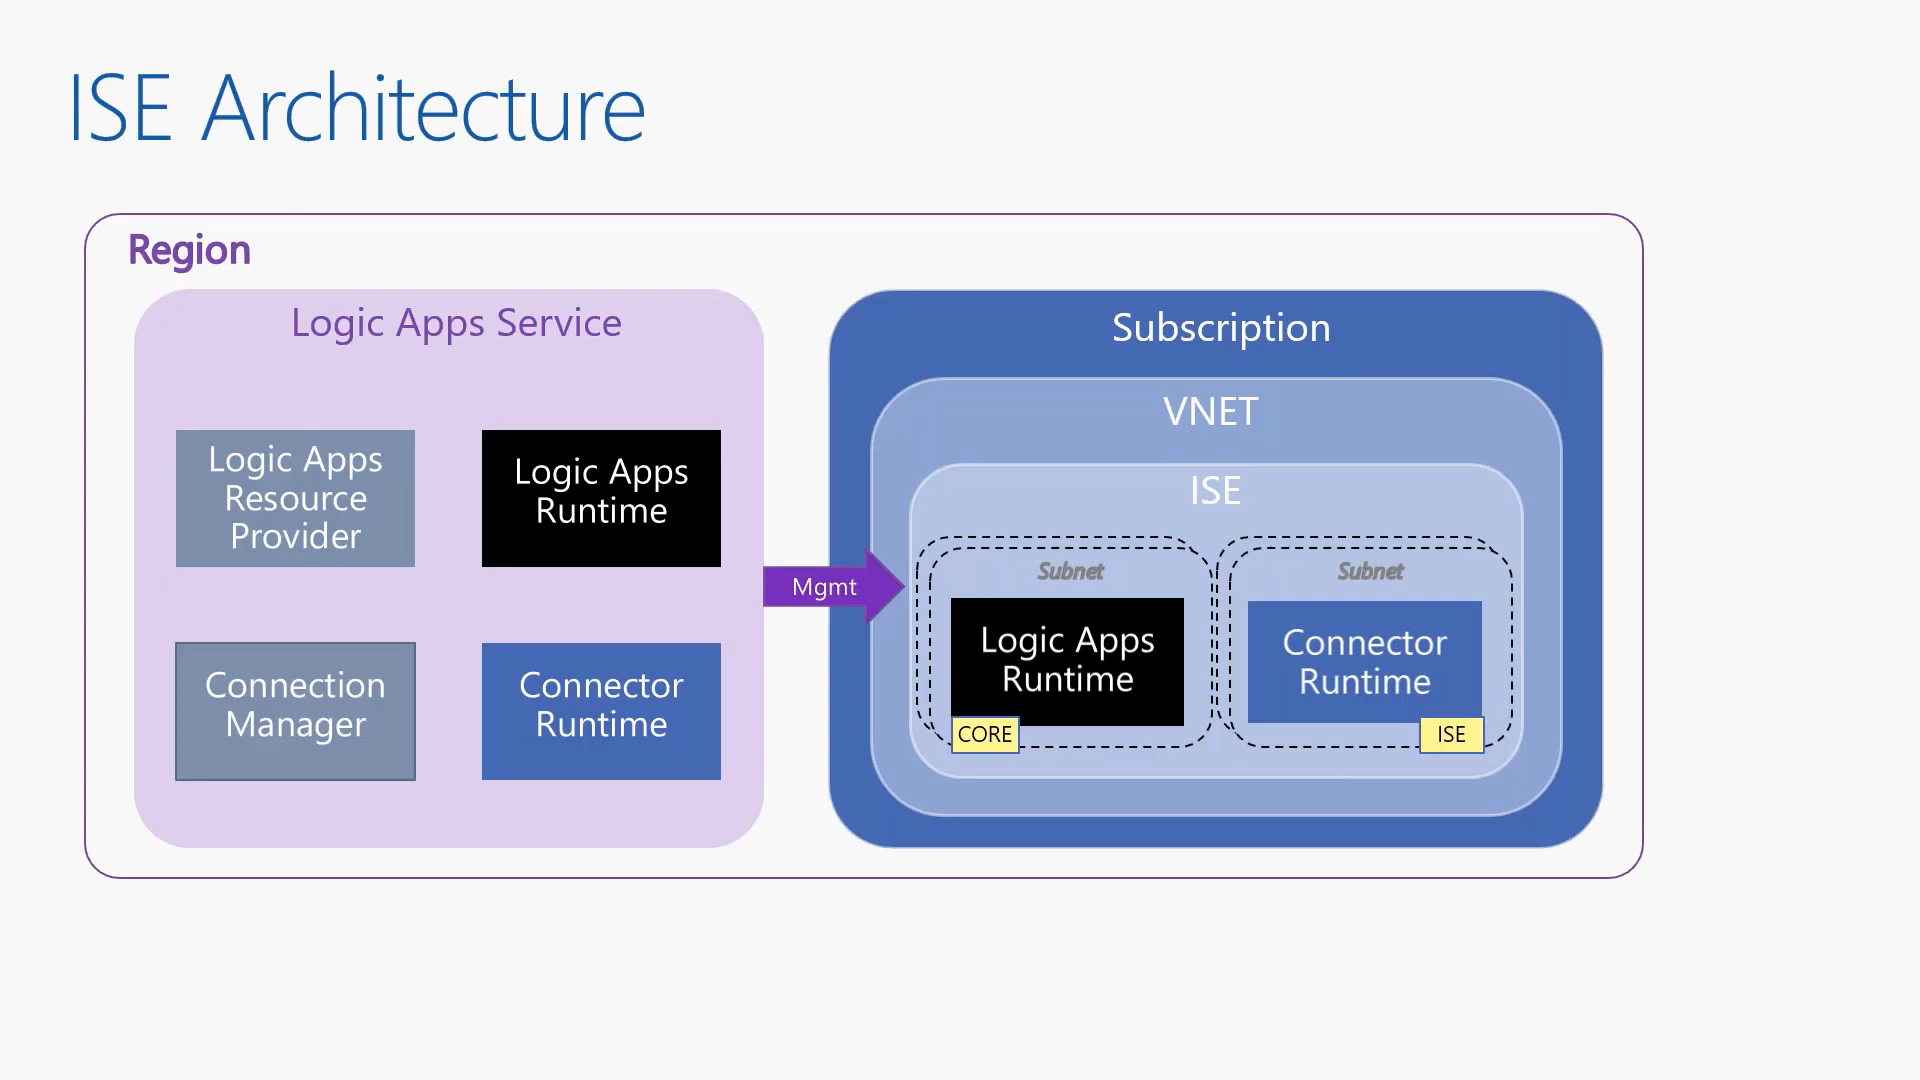 ISE Architecture
Region
Logic Apps Service
Logic Apps
Resource
Provider
Logic Apps
Runtime
Connection
Manager
Connector
Runtime
Mgmt
Subscription
VNET
ISE
Subnet
Logic Apps
Runtime
CORE
Subnet
Connector
Runtime
ISE